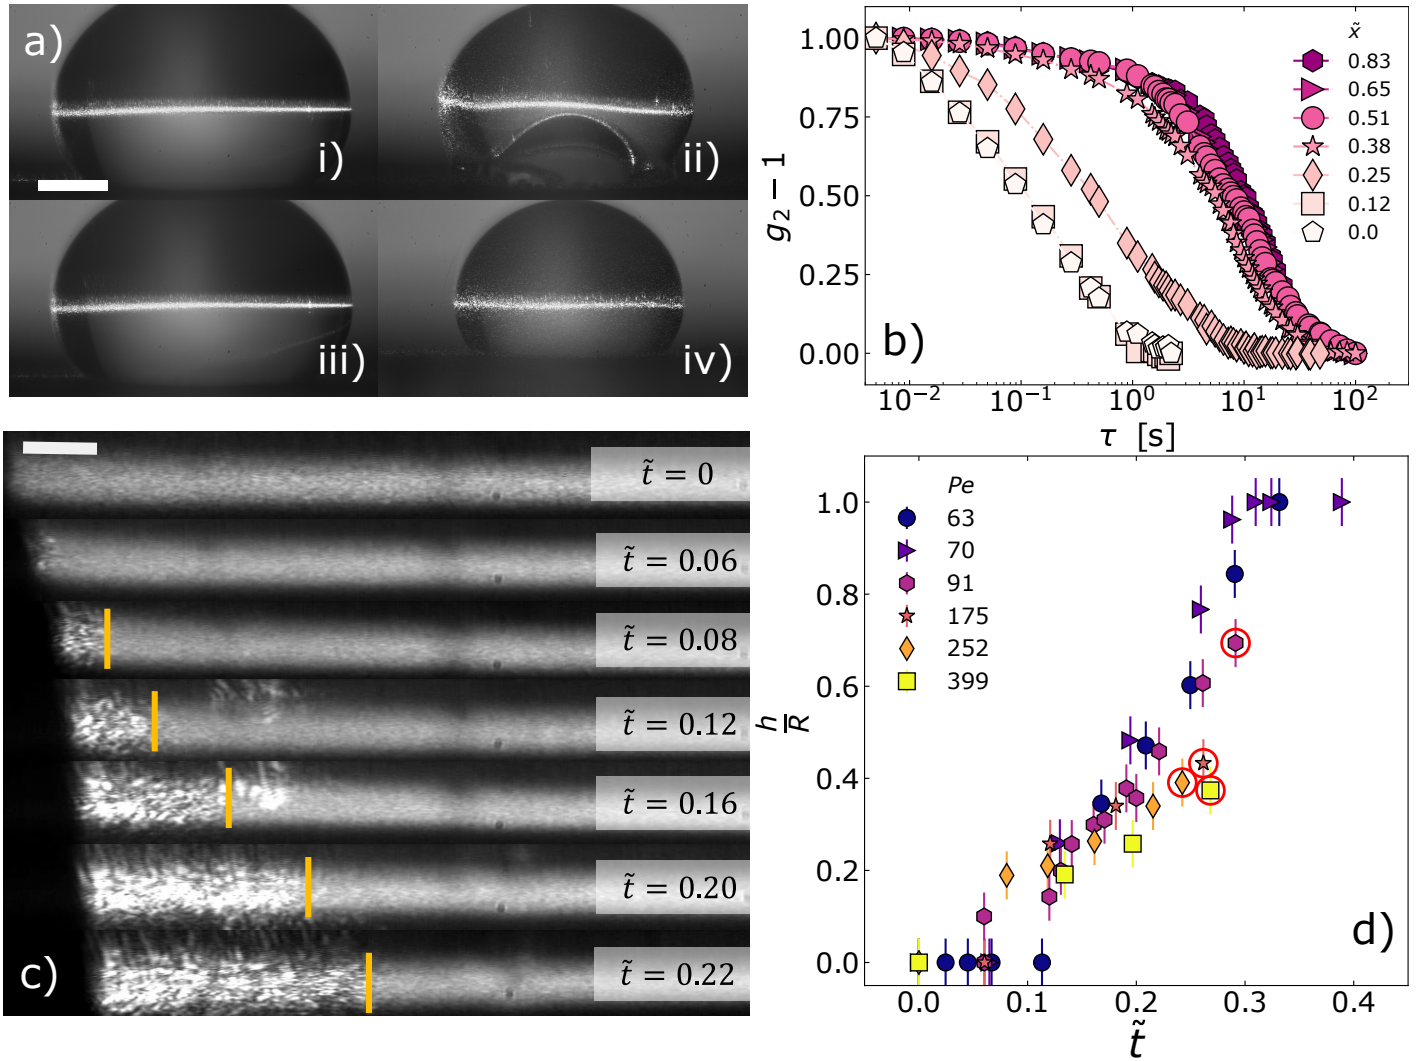 a)
i)
ii)
iii)
iv)
1.00
0.75
0.50
0.25
0.00
g₂ − 1
x̃
0.83
0.65
0.51
0.38
0.25
0.12
0.0
b)
10⁻² 10⁻¹ 10⁰ 10¹ 10²
τ [s]
t̃ = 0
t̃ = 0.06
t̃ = 0.08
t̃ = 0.12
t̃ = 0.16
t̃ = 0.20
t̃ = 0.22
c)
1.0
0.8
0.6
0.4
0.2
0.0
h
R
Pe
63
70
91
175
252
399
d)
0.0 0.1 0.2 0.3 0.4
t̃